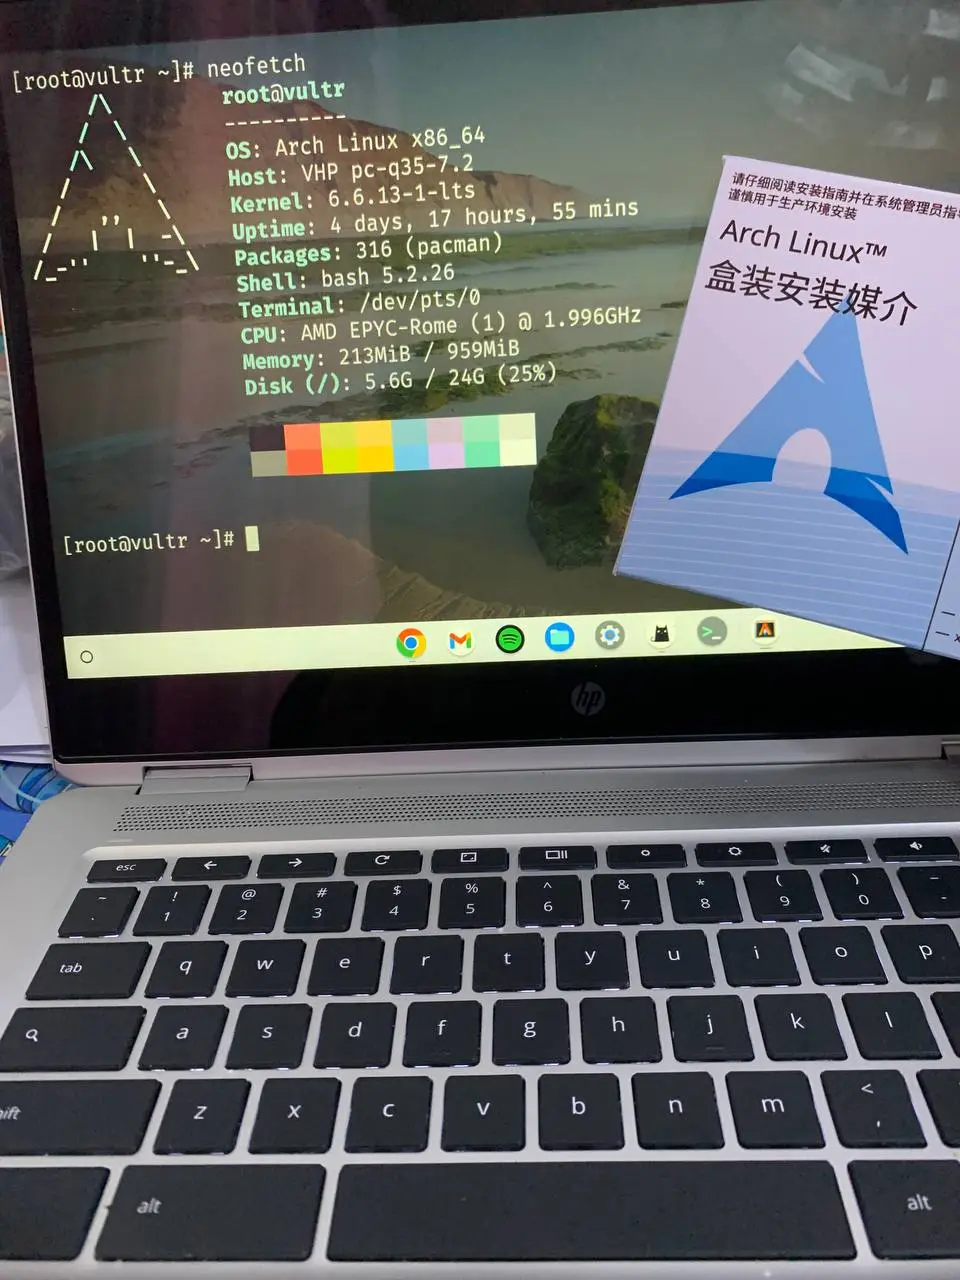 [root@vultr ~]# neofetch
root@vultr
----------
OS: Arch Linux x86_64
Host: VHP pc-q35-7.2
Kernel: 6.6.13-1-lts
Uptime: 4 days, 17 hours, 55 mins
Packages: 316 (pacman)
Shell: bash 5.2.26
Terminal: /dev/pts/0
CPU: AMD EPYC-Rome (1) @ 1.996GHz
Memory: 213MiB / 959MiB
Disk (/): 5.6G / 24G (25%)
[root@vultr ~]#
请仔细阅读安装指南并在系统管理员指
谨慎用于生产环境安装
Arch Linux™
盒装安装媒介
hp
esc
! @ # $ % ^ & * ( )
1 2 3 4 5 6 7 8 9 0 -
tab q w e r t y u i o p
a s d f g h j k l
z x c v b n m < ,
alt alt